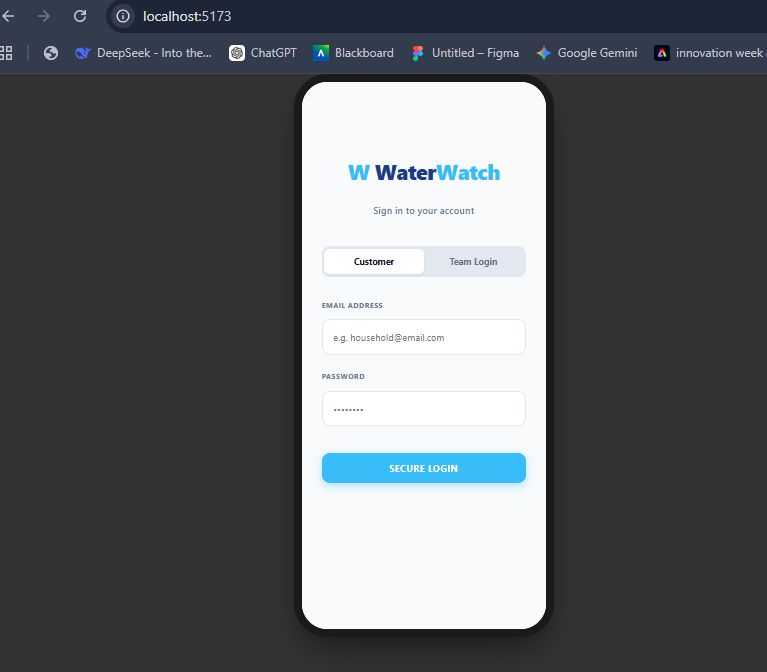 localhost:5173
DeepSeek - Into the... ChatGPT Blackboard Untitled – Figma Google Gemini innovation week
W WaterWatch
Sign in to your account
Customer Team Login
EMAIL ADDRESS
e.g. household@email.com
PASSWORD
••••••••
SECURE LOGIN